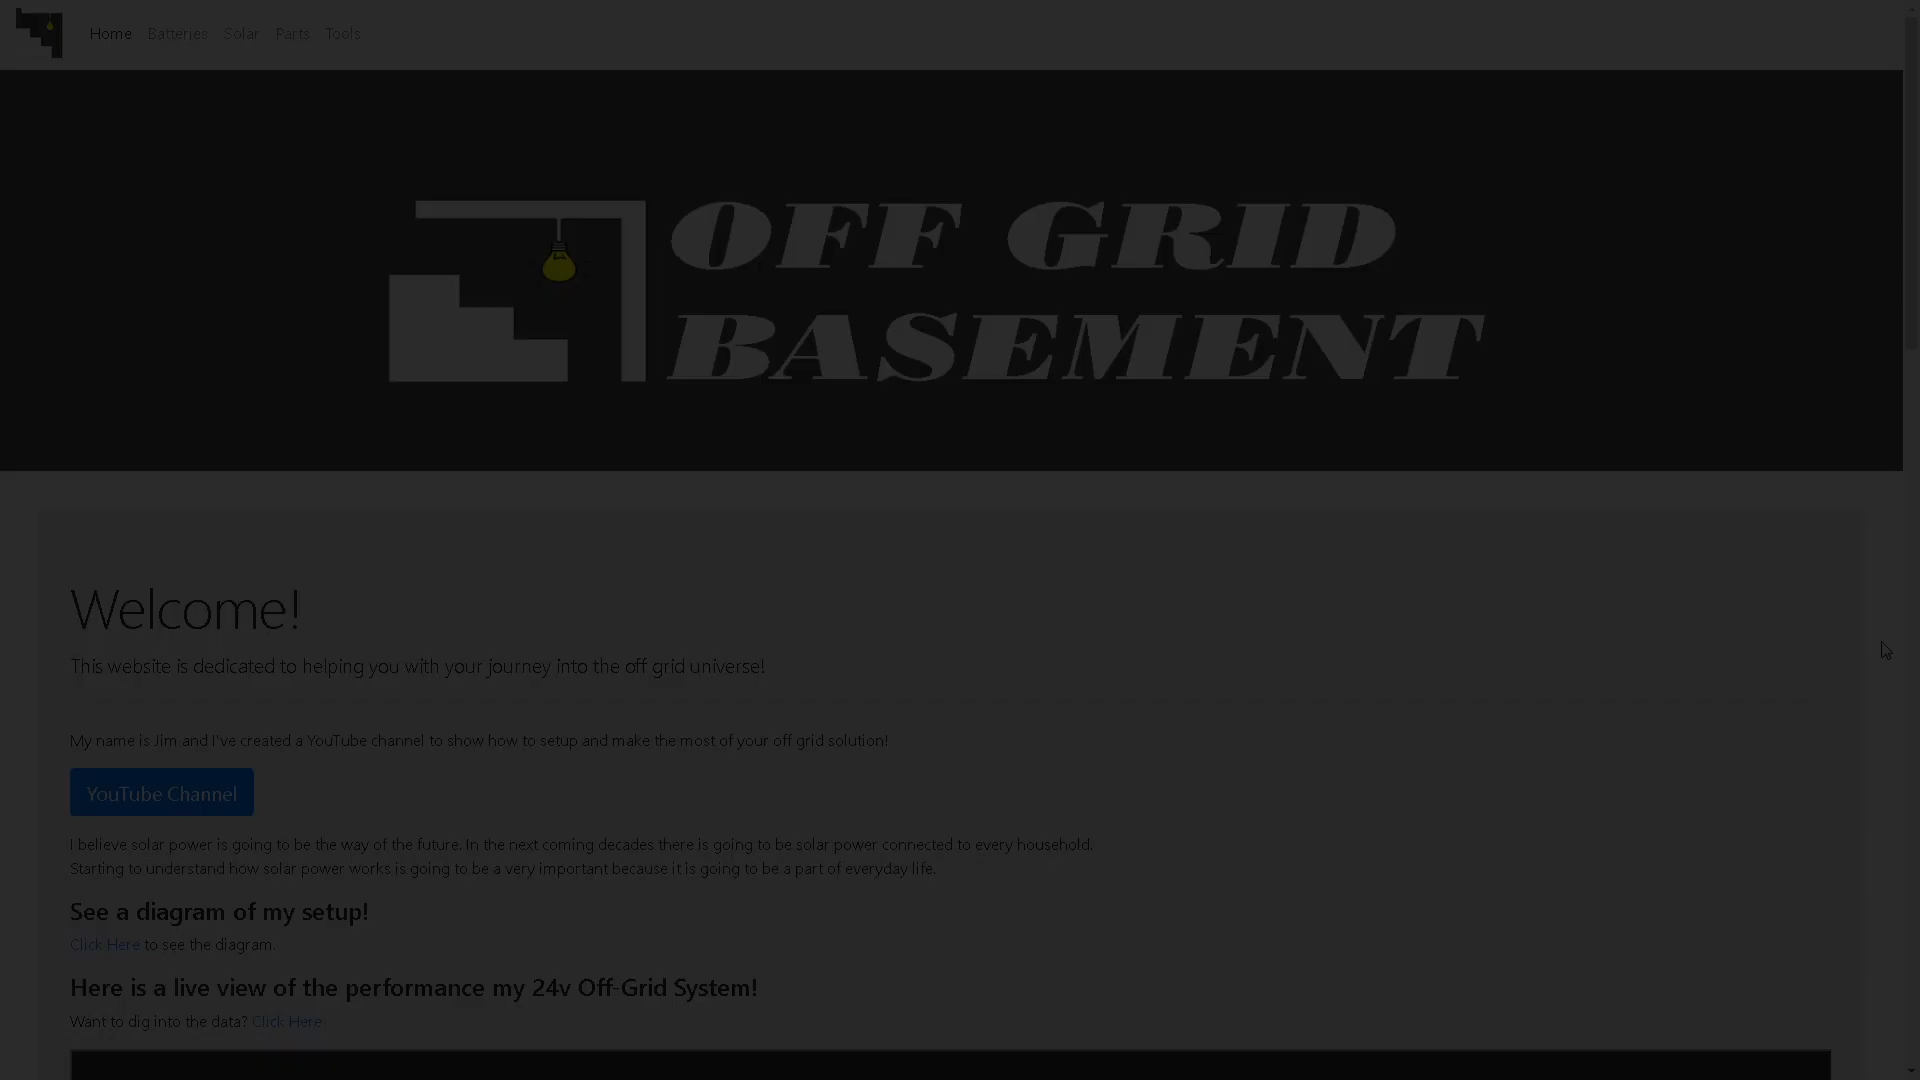 Home Batteries Solar Parts Tools
OFF GRID
BASEMENT
Welcome!
This website is dedicated to helping you with your journey into the off grid universe!
My name is Jim and I've created a YouTube channel to show how to setup and make the most of your off grid solution!
YouTube Channel
I believe solar power is going to be the way of the future. In the next coming decades there is going to be solar power connected to every household.
Starting to understand how solar power works is going to be a very important because it is going to be a part of everyday life.
See a diagram of my setup!
Click Here to see the diagram.
Here is a live view of the performance my 24v Off-Grid System!
Want to dig into the data? Click Here